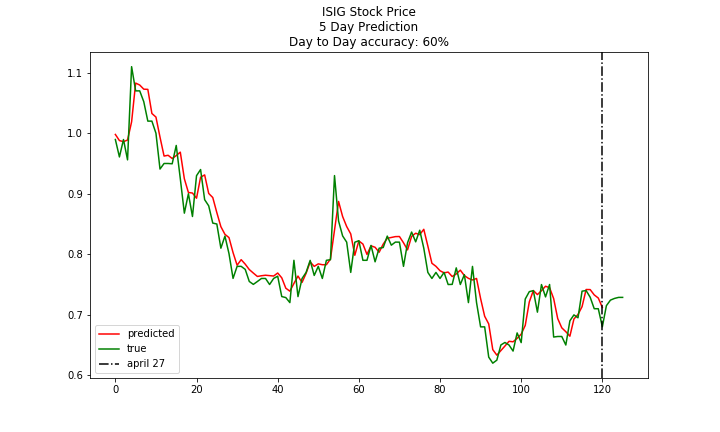 ISIG Stock Price
5 Day Prediction
Day to Day accuracy: 60%
1.1
1.0
0.9
0.8
0.7
0.6
predicted
true
april 27
0 20 40 60 80 100 120